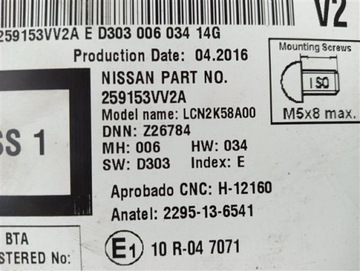 259153VV2A E D303 006 034 14G
V2
Production Date: 04.2016
Mounting Screws
ISO
M5x8 max.
NISSAN PART NO.
259153VV2A
Model name: LCN2K58A00
DNN: Z26784
MH: 006 HW: 034
SW: D303 Index: E
SS 1
Aprobado CNC: H-12160
Anatel: 2295-13-6541
BTA
STERED No:
E1 10 R-04 7071